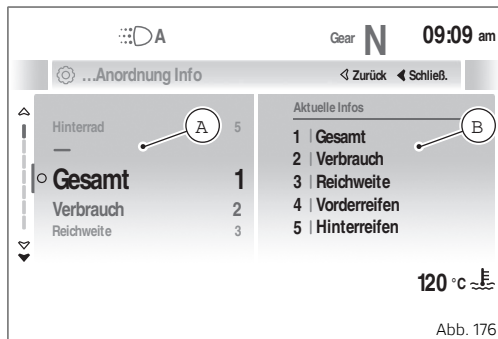 A Gear N 09:09 am
...Anordnung Info Zurück Schließ.
Hinterrad 5
A
Gesamt 1
Verbrauch 2
Reichweite 3
Aktuelle Infos
B
1 | Gesamt
2 | Verbrauch
3 | Reichweite
4 | Vorderreifen
5 | Hinterreifen
120 °C
Abb. 176